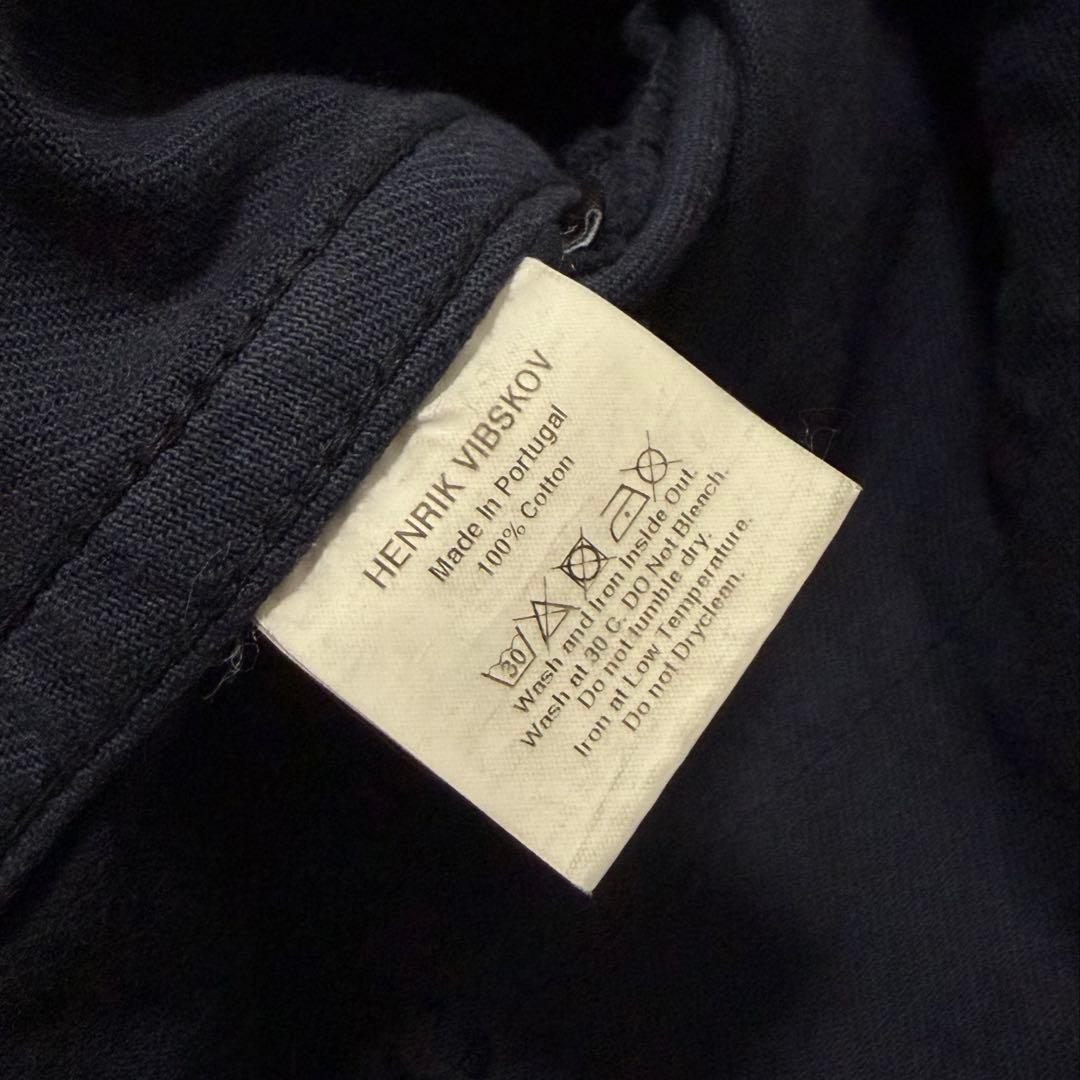 HENRIK VIBSKOV
Made In Portugal
100% Cotton
30
Wash and Iron Inside Out.
Wash at 30 C. DO Not Bleach.
Do not tumble dry.
Iron at Low Temperature.
Do not Dryclean.